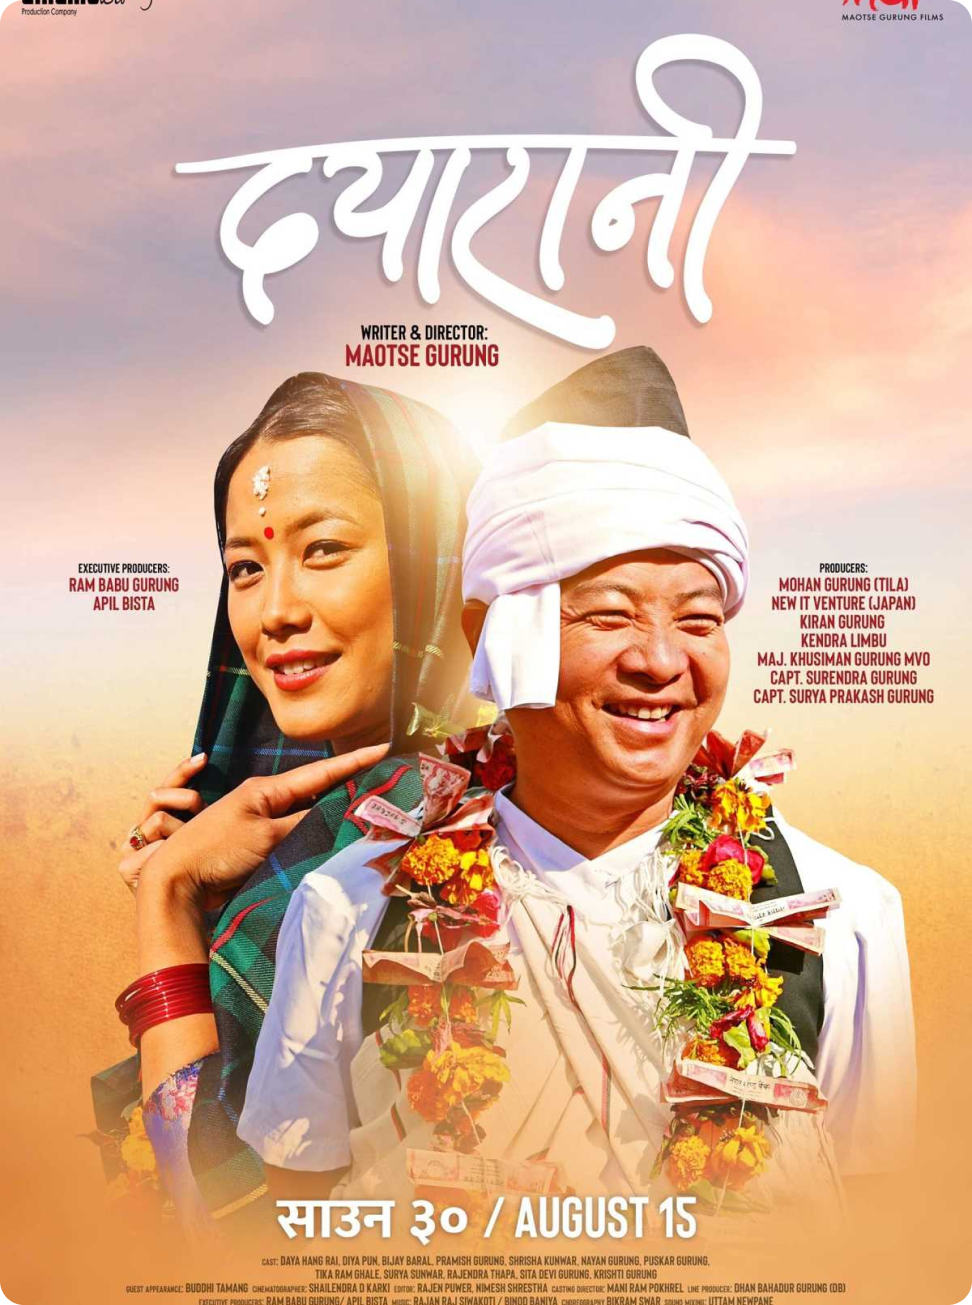 Production Company
MAOTSE GURUNG FILMS
दयारानी
WRITER & DIRECTOR:
MAOTSE GURUNG
EXECUTIVE PRODUCERS:
RAM BABU GURUNG
APIL BISTA
PRODUCERS:
MOHAN GURUNG (TILA)
NEW IT VENTURE (JAPAN)
KIRAN GURUNG
KENDRA LIMBU
MAJ. KHUSIMAN GURUNG MVO
CAPT. SURENDRA GURUNG
CAPT. SURYA PRAKASH GURUNG
साउन ३० / AUGUST 15
CAST: DAYA HANG RAI, DIYA PUN, BIJAY BARAL, PRAMISH GURUNG, SHRISHA KUNWAR, NAYAN GURUNG, PUSKAR GURUNG,
TIKA RAM GHALE, SURYA SUNWAR, RAJENDRA THAPA, SITA DEVI GURUNG, KRISHTI GURUNG
GUEST APPEARANCE: BUDDHI TAMANG CINEMATOGRAPHER: SHAILENDRA D KARKI EDITOR: RAJEN PUWER, NIMESH SHRESTHA CASTING DIRECTOR: MANI RAM POKHREL LINE PRODUCER: DHAN BAHADUR GURUNG (DB)
EXECUTIVE PRODUCERS: RAM BABU GURUNG/ APIL BISTA MUSIC: RAJAN RAJ SIWAKOTI / BINOD BANIYA CHOREOGRAPHY BIKRAM SWAR SOUND MIXING: UTTAM NEUPANE